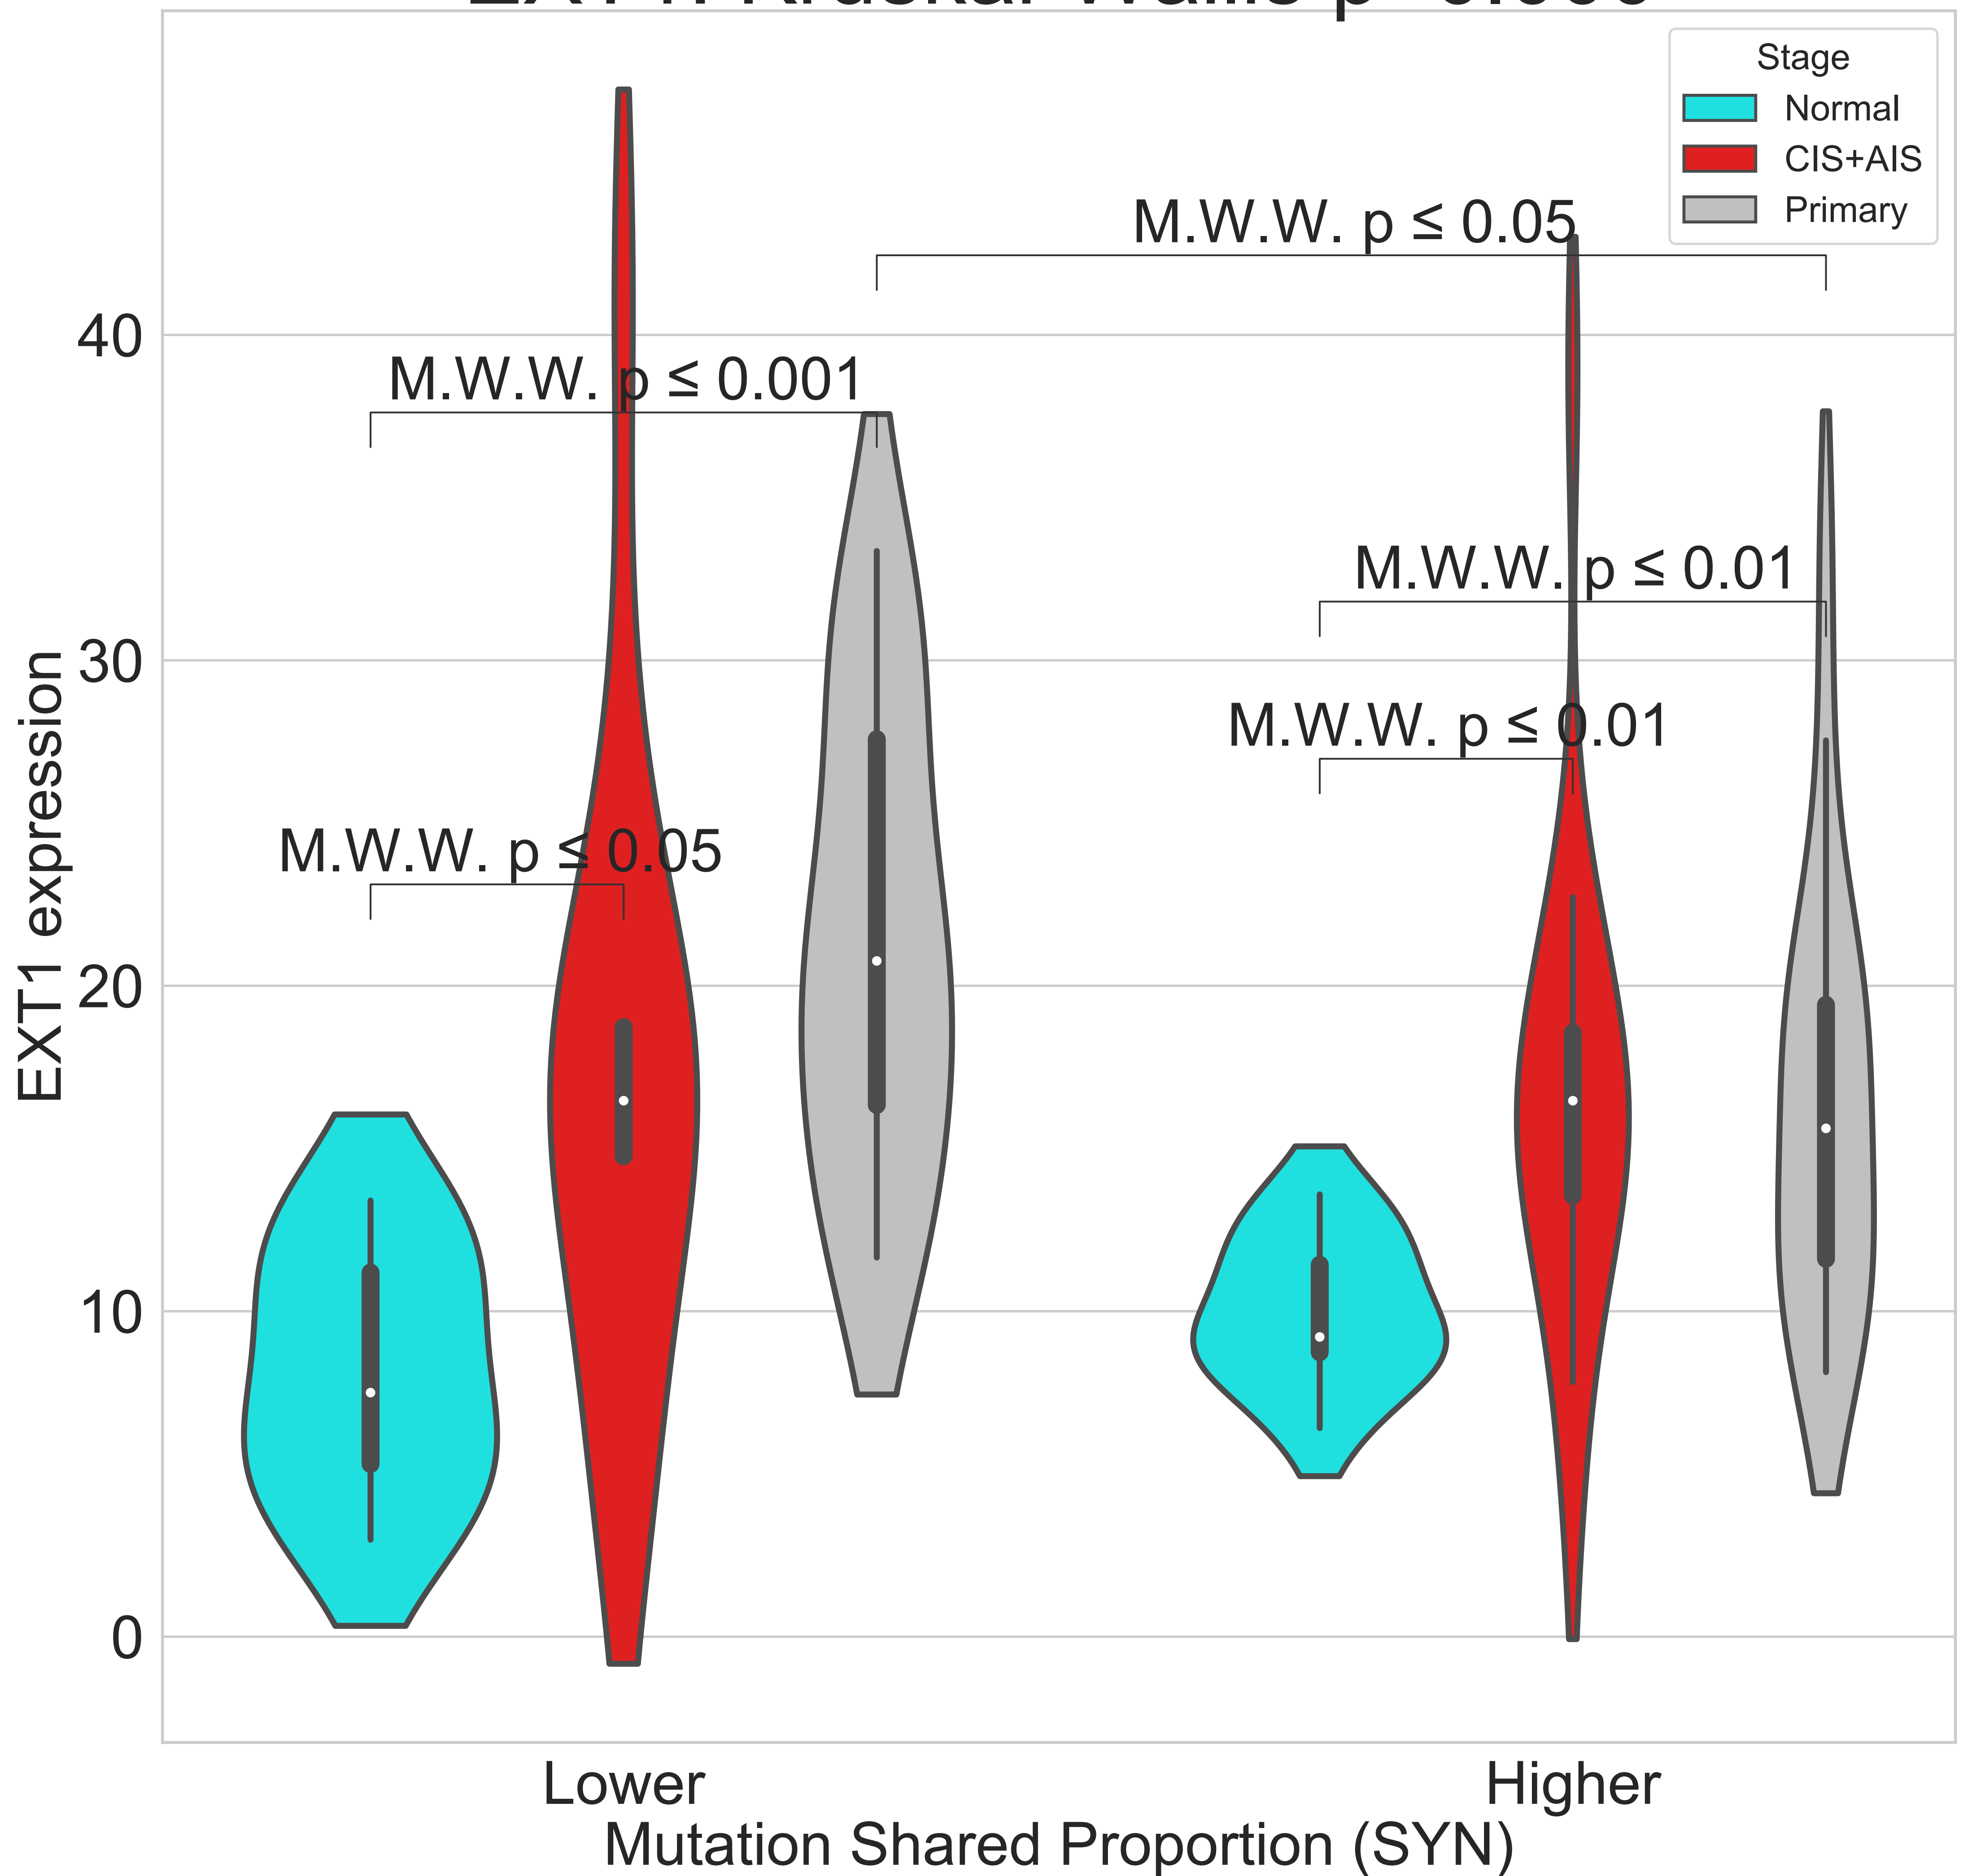 Stage
Normal
CIS+AIS
Primary
M.W.W. p ≤ 0.05
M.W.W. p ≤ 0.001
M.W.W. p ≤ 0.01
M.W.W. p ≤ 0.01
M.W.W. p ≤ 0.05
EXT1 expression
40
30
20
10
0
Lower
Higher
Mutation Shared Proportion (SYN)